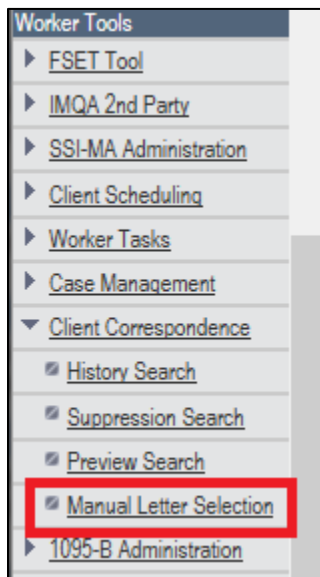 Worker Tools
FSET Tool
IMQA 2nd Party
SSI-MA Administration
Client Scheduling
Worker Tasks
Case Management
Client Correspondence
History Search
Suppression Search
Preview Search
Manual Letter Selection
1095-B Administration